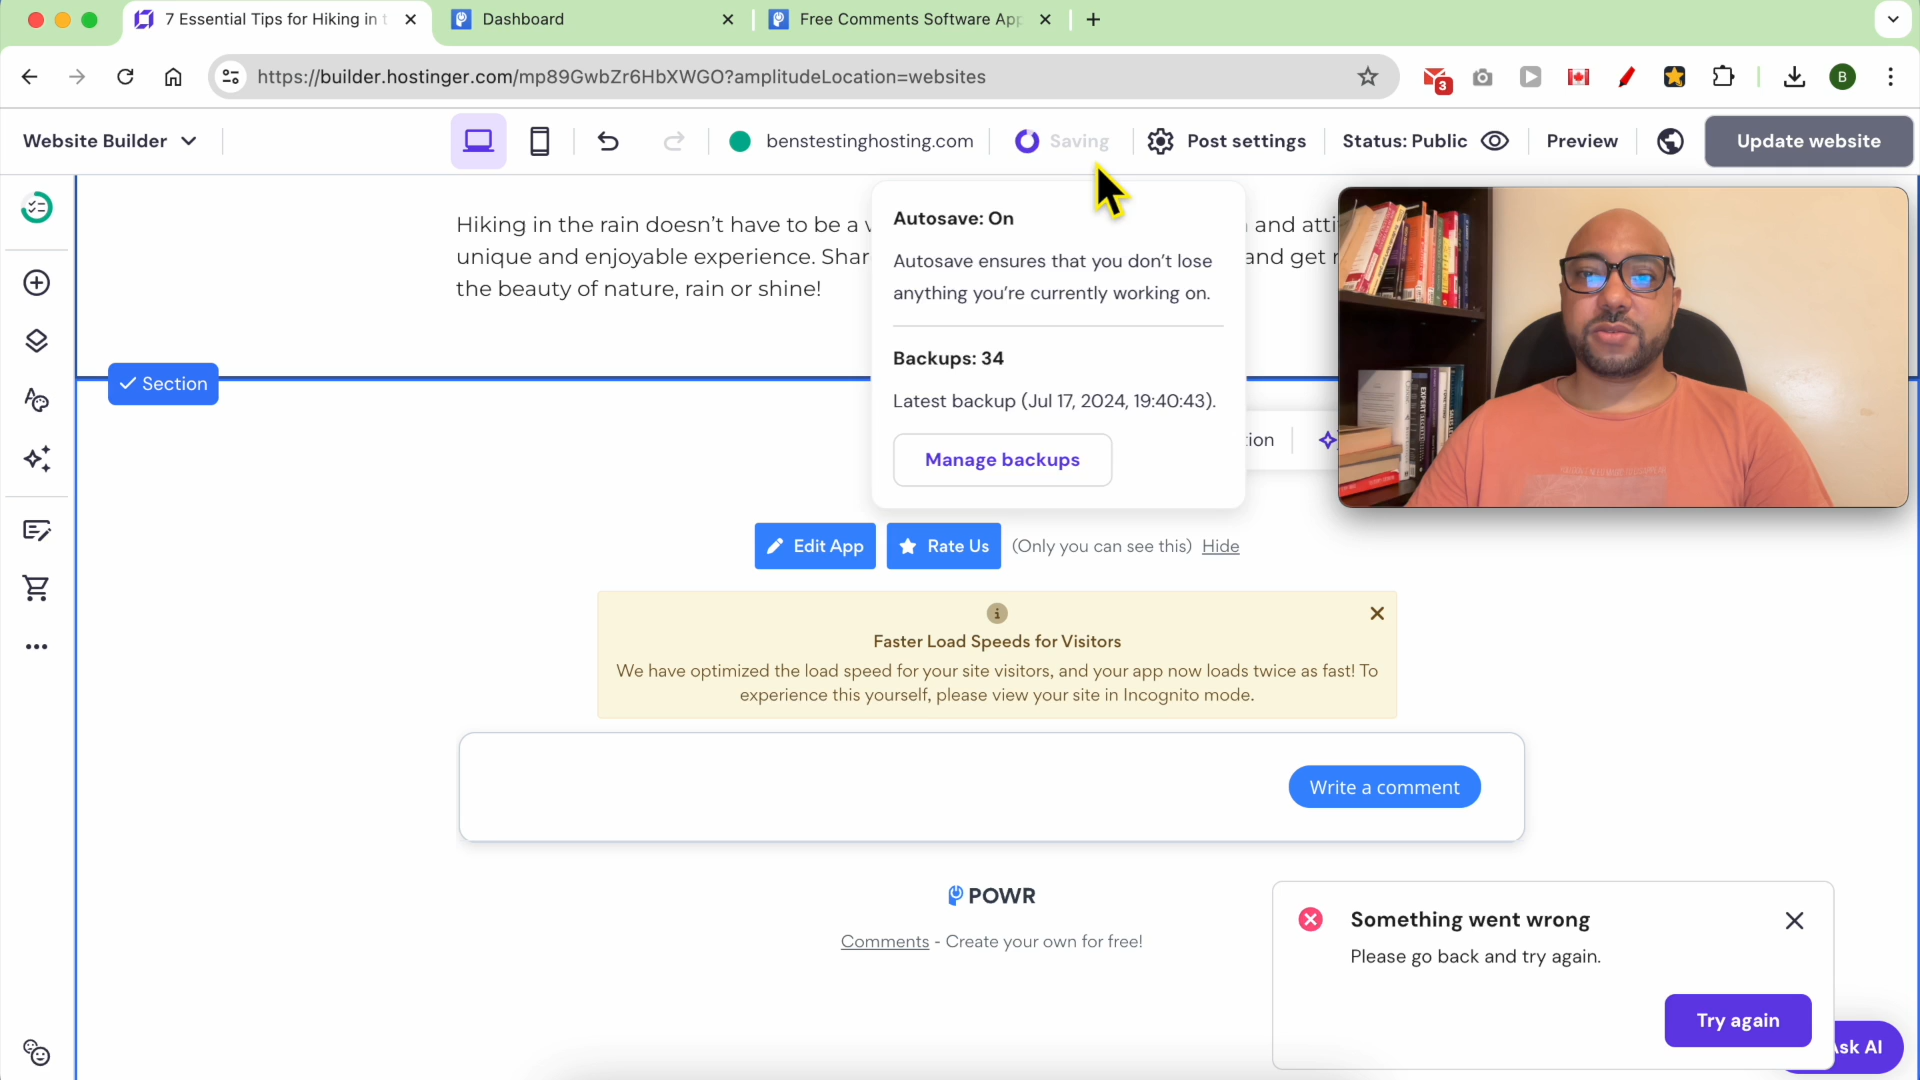 7 Essential Tips for Hiking in t
Dashboard
Free Comments Software App
https://builder.hostinger.com/mp89GwbZr6HbXWGO?amplitudeLocation=websites
3
B
Website Builder
benstestinghosting.com
Saving
Post settings
Status: Public
Preview
Update website
Hiking in the rain doesn’t have to be a
unique and enjoyable experience. Shar
the beauty of nature, rain or shine!
and atti
and get r
Autosave: On
Autosave ensures that you don’t lose
anything you’re currently working on.
Backups: 34
Latest backup (Jul 17, 2024, 19:40:43).
Manage backups
Section
tion
Edit App
Rate Us
(Only you can see this) Hide
Faster Load Speeds for Visitors
We have optimized the load speed for your site visitors, and your app now loads twice as fast! To
experience this yourself, please view your site in Incognito mode.
Write a comment
POWR
Comments - Create your own for free!
Something went wrong
Please go back and try again.
Try again
Ask AI